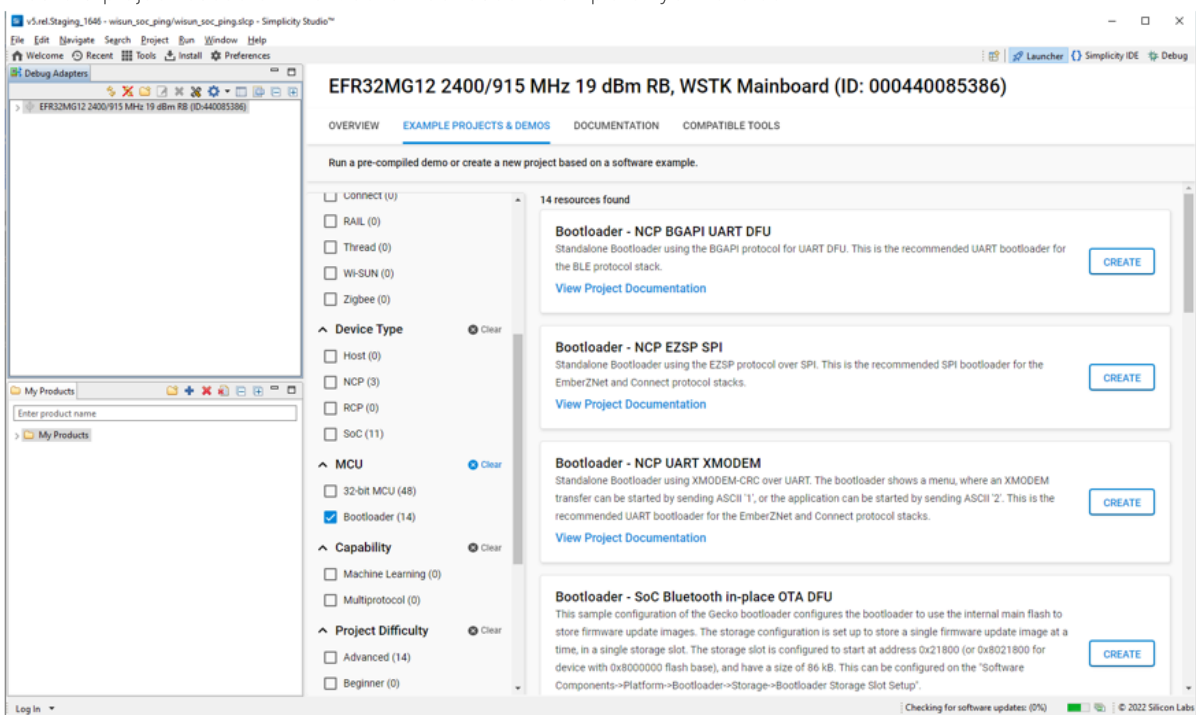 v5.rel.Staging_1646 - wisun_soc_ping/wisun_soc_ping.slcp - Simplicity Studio™
File Edit Navigate Search Project Run Window Help
Welcome Recent Tools Install Preferences
Launcher {} Simplicity IDE Debug
Debug Adapters
EFR32MG12 2400/915 MHz 19 dBm RB (ID:440085386)
My Products
Enter product name
My Products
EFR32MG12 2400/915 MHz 19 dBm RB, WSTK Mainboard (ID: 000440085386)
OVERVIEW EXAMPLE PROJECTS & DEMOS DOCUMENTATION COMPATIBLE TOOLS
Run a pre-compiled demo or create a new project based on a software example.
Connect (0)
RAIL (0)
Thread (0)
Wi-SUN (0)
Zigbee (0)
Device Type Clear
Host (0)
NCP (3)
RCP (0)
SoC (11)
MCU Clear
32-bit MCU (48)
Bootloader (14)
Capability Clear
Machine Learning (0)
Multiprotocol (0)
Project Difficulty Clear
Advanced (14)
Beginner (0)
14 resources found
Bootloader - NCP BGAPI UART DFU
Standalone Bootloader using the BGAPI protocol for UART DFU. This is the recommended UART bootloader for
the BLE protocol stack.
View Project Documentation
CREATE
Bootloader - NCP EZSP SPI
Standalone Bootloader using the EZSP protocol over SPI. This is the recommended SPI bootloader for the
EmberZNet and Connect protocol stacks.
View Project Documentation
CREATE
Bootloader - NCP UART XMODEM
Standalone Bootloader using XMODEM-CRC over UART. The bootloader shows a menu, where an XMODEM
transfer can be started by sending ASCII '1', or the application can be started by sending ASCII '2'. This is the
recommended UART bootloader for the EmberZNet and Connect protocol stacks.
View Project Documentation
CREATE
Bootloader - SoC Bluetooth in-place OTA DFU
This sample configuration of the Gecko bootloader configures the bootloader to use the internal main flash to
store firmware update images. The storage configuration is set up to store a single firmware update image at a
time, in a single storage slot. The storage slot is configured to start at address 0x21800 (or 0x8021800 for
device with 0x8000000 flash base), and have a size of 86 kB. This can be configured on the "Software
Components->Platform->Bootloader->Storage->Bootloader Storage Slot Setup".
CREATE
Log In
Checking for software updates: (0%)
© 2022 Silicon Labs